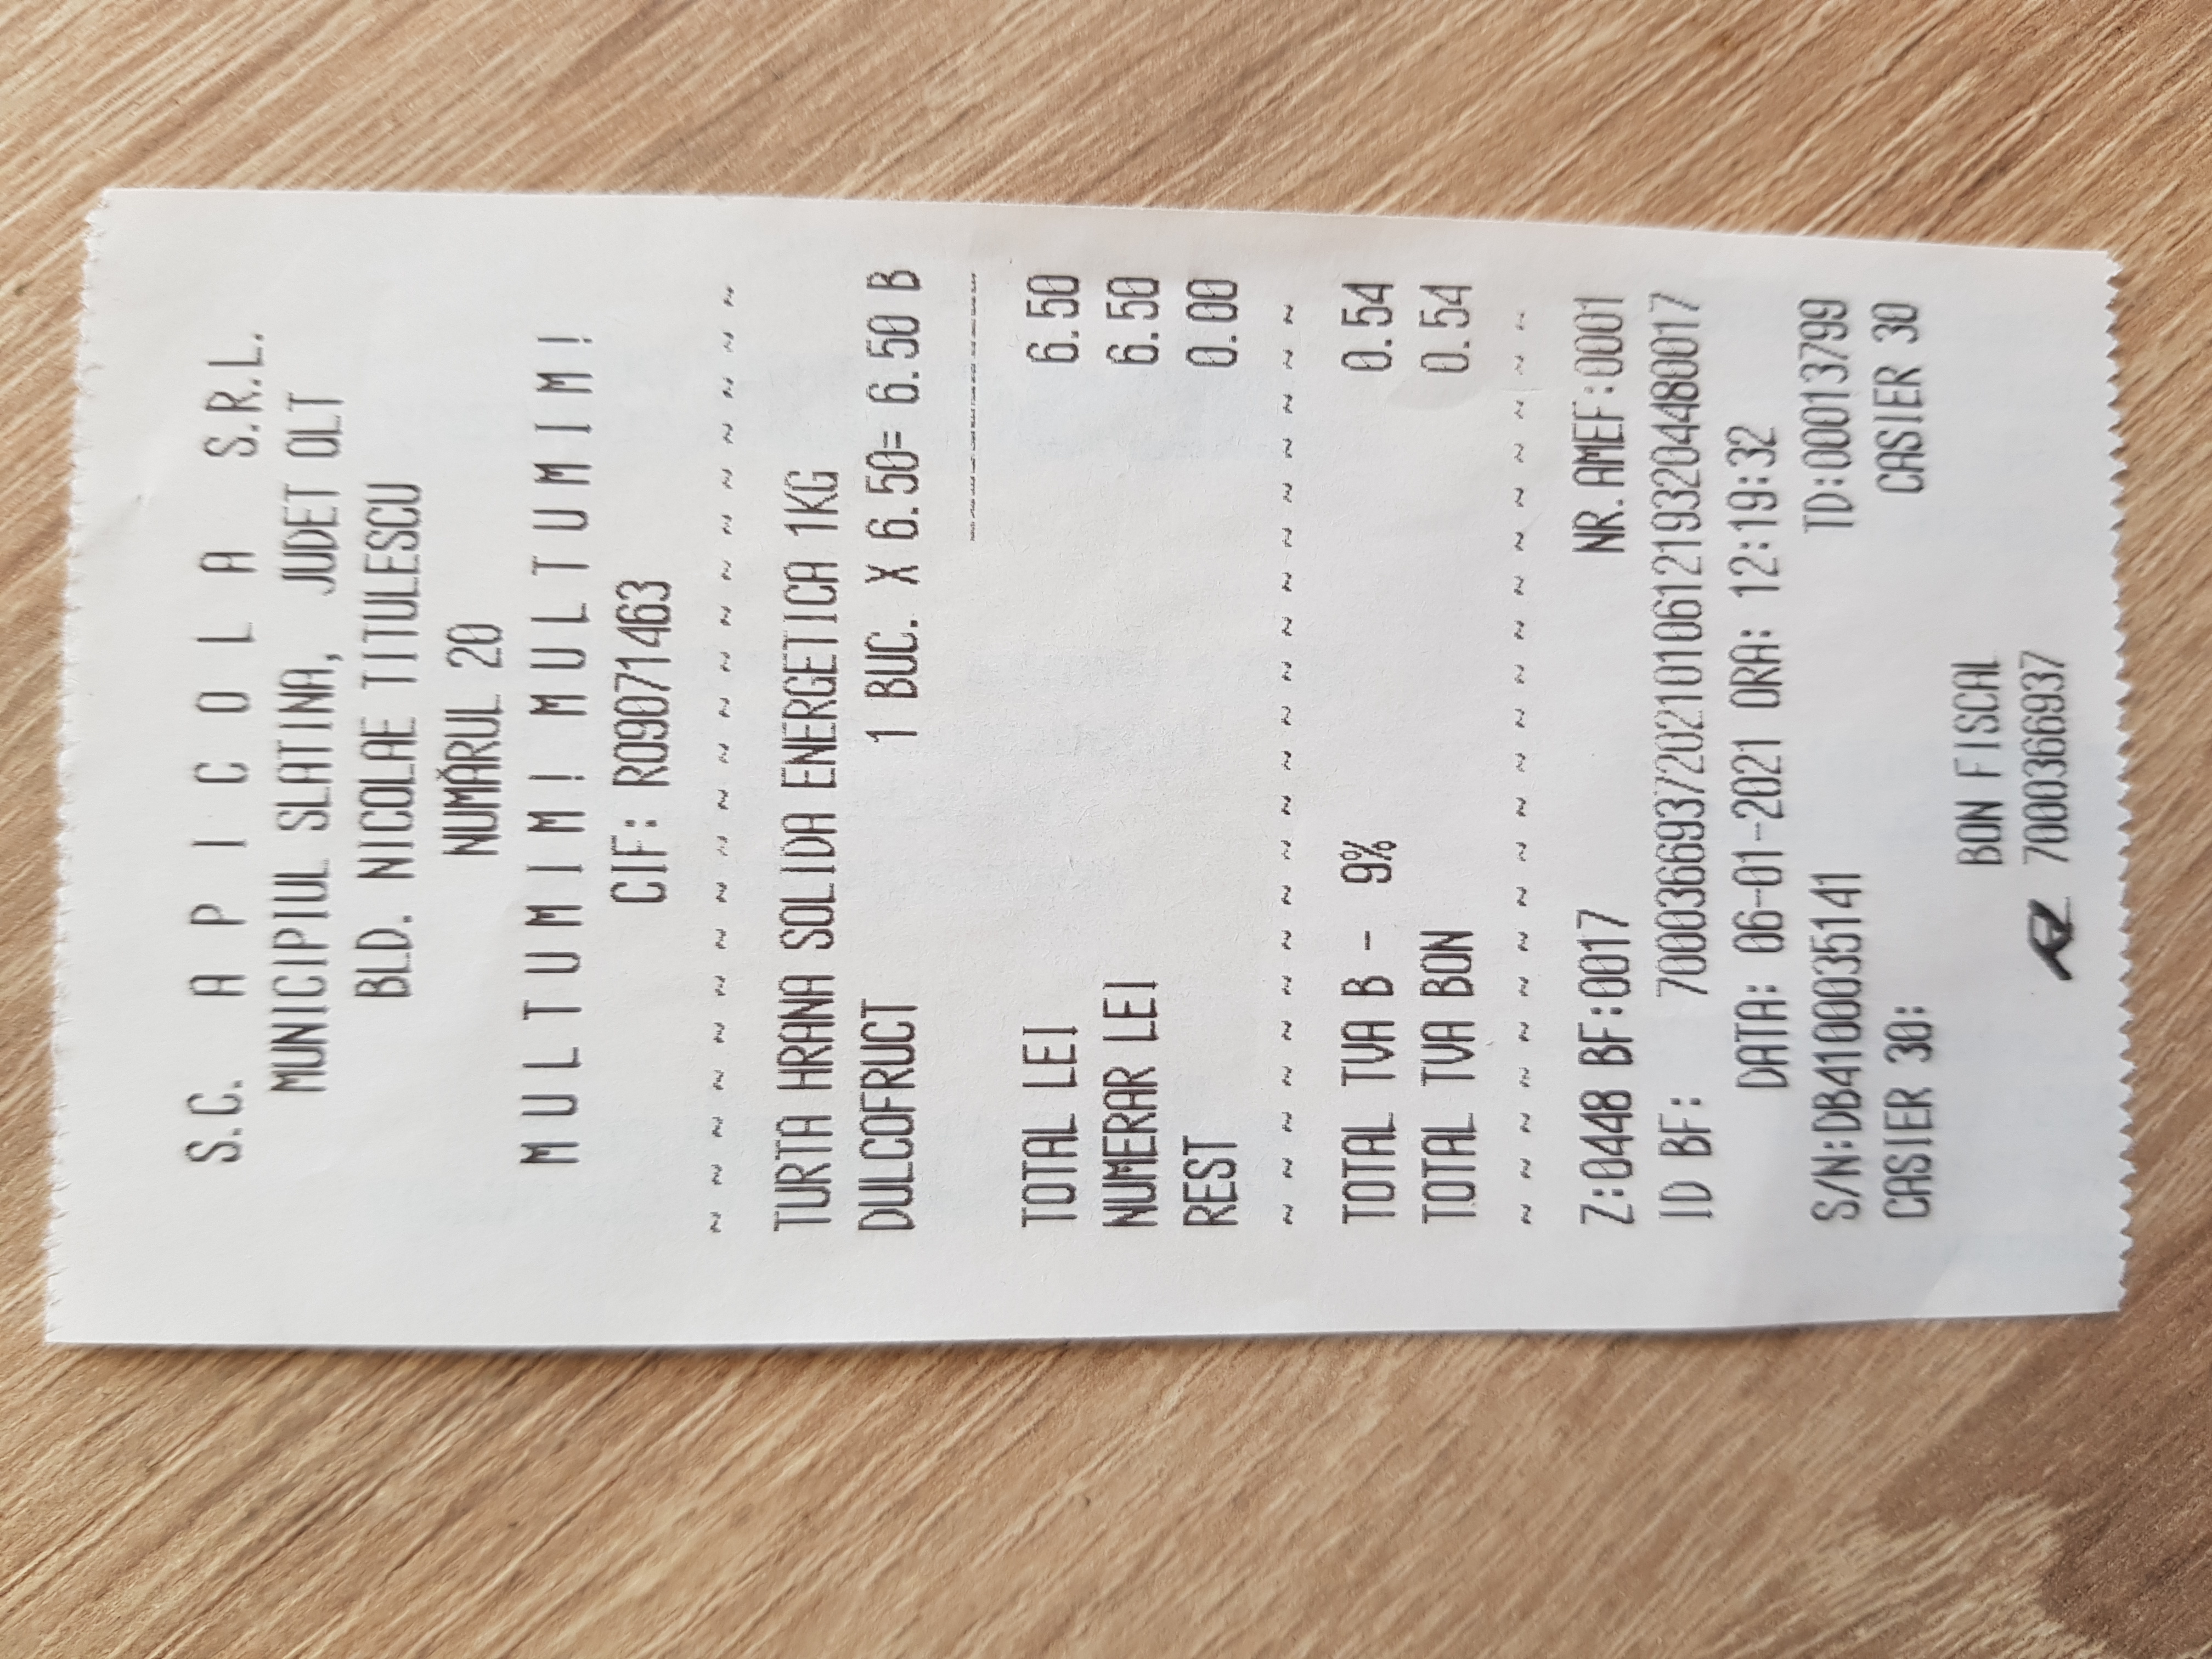 S.C. A P I C O L A S.R.L.
MUNICIPIUL SLATINA, JUDET OLT
BLD. NICOLAE TITULESCU
NUMĂRUL 20
M U L T U M I M ! M U L T U M I M !
CIF: RO9071463
~ ~ ~ ~ ~ ~ ~ ~ ~ ~ ~ ~ ~ ~ ~ ~ ~ ~ ~ ~ ~
TURTA HRANA SOLIDA ENERGETICA 1KG
DULCOFRUCT 1 BUC. X 6.50= 6.50 B
TOTAL LEI 6.50
NUMERAR LEI 6.50
REST 0.00
~ ~ ~ ~ ~ ~ ~ ~ ~ ~ ~ ~ ~ ~ ~ ~ ~ ~ ~ ~ ~
TOTAL TVA B - 9% 0.54
TOTAL TVA BON 0.54
~ ~ ~ ~ ~ ~ ~ ~ ~ ~ ~ ~ ~ ~ ~ ~ ~ ~ ~ ~ ~
Z:0448 BF:0017 NR.AMEF:0001
ID BF: 70003669372021010612193204480017
DATA: 06-01-2021 ORA: 12:19:32
S/N:DB4100035141 TD:00013799
CASIER 30: CASIER 30
BON FISCAL
7000366937